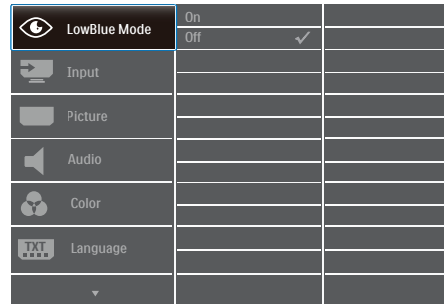 LowBlue Mode
On
Off
Input
Picture
Audio
Color
TXT
Language